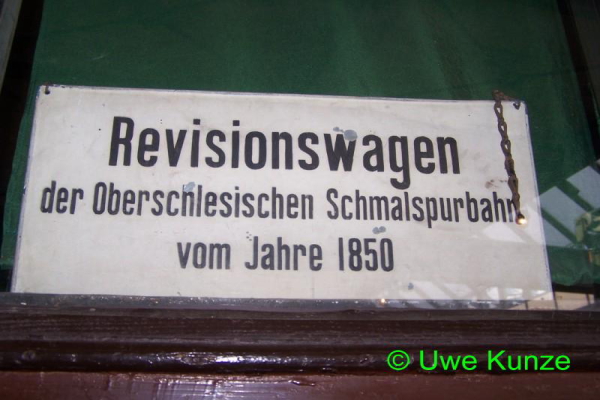 Revisionswagen
der Oberschlesischen Schmalspurbahn
vom Jahre 1850
© Uwe Kunze